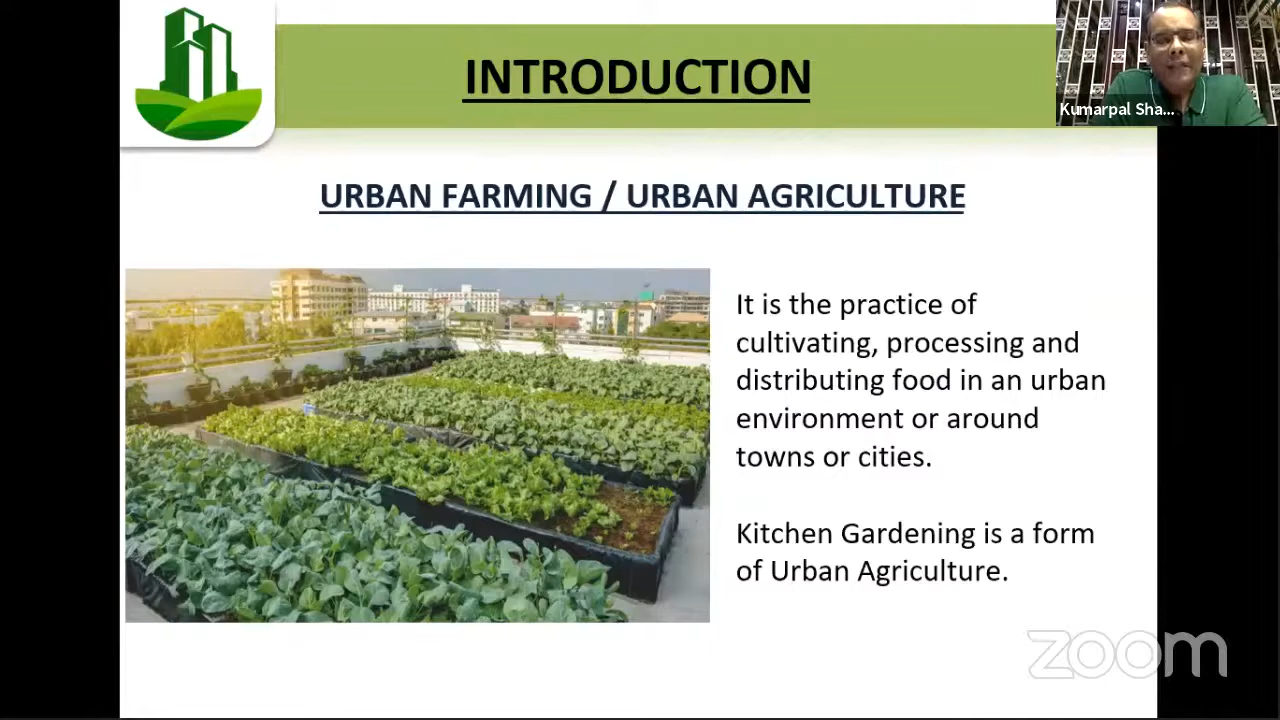 INTRODUCTION
Kumarpal Sha...
URBAN FARMING / URBAN AGRICULTURE
It is the practice of
cultivating, processing and
distributing food in an urban
environment or around
towns or cities.
Kitchen Gardening is a form
of Urban Agriculture.
zoom